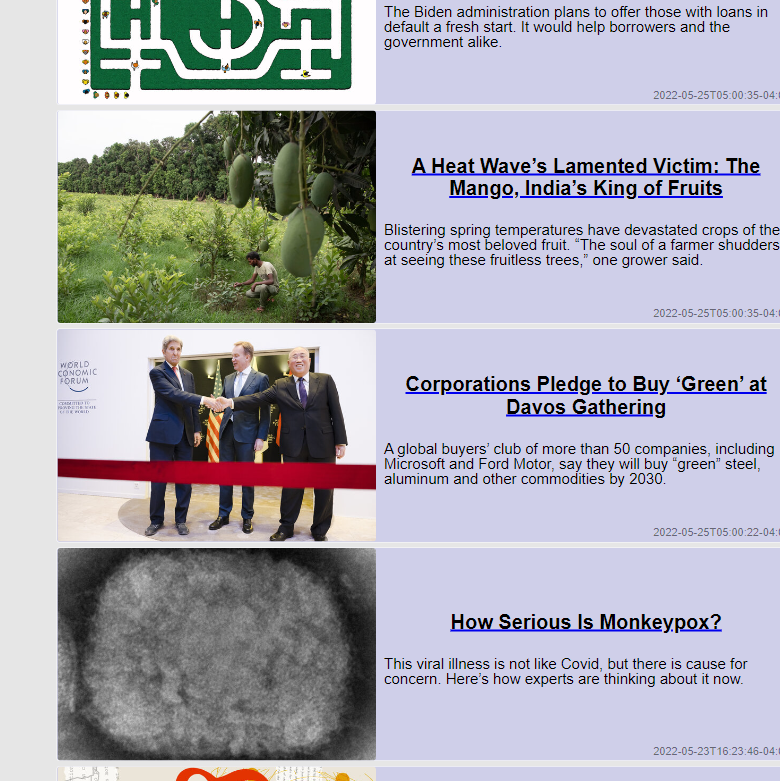 The Biden administration plans to offer those with loans in
default a fresh start. It would help borrowers and the
government alike.
2022-05-25T05:00:35-04:
A Heat Wave’s Lamented Victim: The
Mango, India’s King of Fruits
Blistering spring temperatures have devastated crops of the
country’s most beloved fruit. “The soul of a farmer shudders
at seeing these fruitless trees,” one grower said.
2022-05-25T05:00:35-04:
WORLD
ECONOMIC
FORUM
COMMITTED TO
IMPROVING THE STATE
OF THE WORLD
Corporations Pledge to Buy ‘Green’ at
Davos Gathering
A global buyers’ club of more than 50 companies, including
Microsoft and Ford Motor, say they will buy “green” steel,
aluminum and other commodities by 2030.
2022-05-25T05:00:22-04:
How Serious Is Monkeypox?
This viral illness is not like Covid, but there is cause for
concern. Here’s how experts are thinking about it now.
2022-05-23T16:23:46-04: